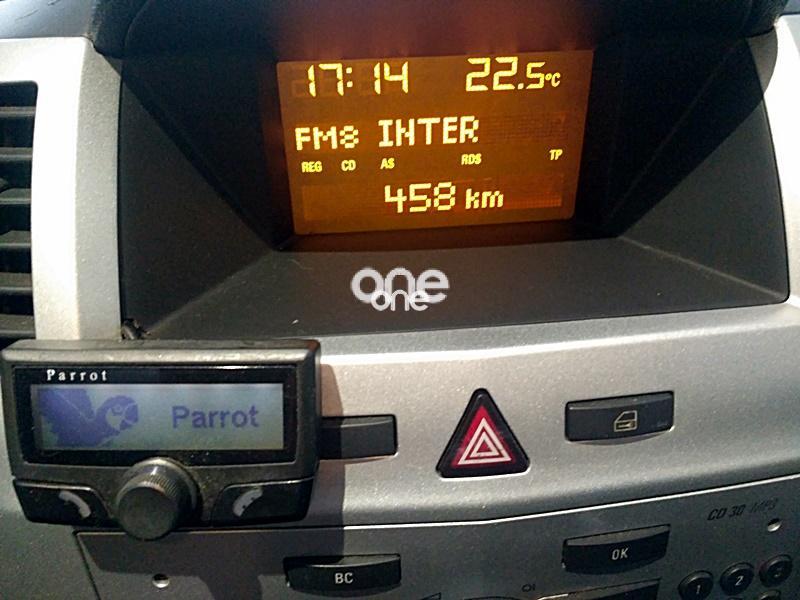 17:14 22.5°C
FM8 INTER
REG CD AS RDS TP
458 km
one
one
Parrot
Parrot
CD 30 MP3
BC
OK
1 2 3